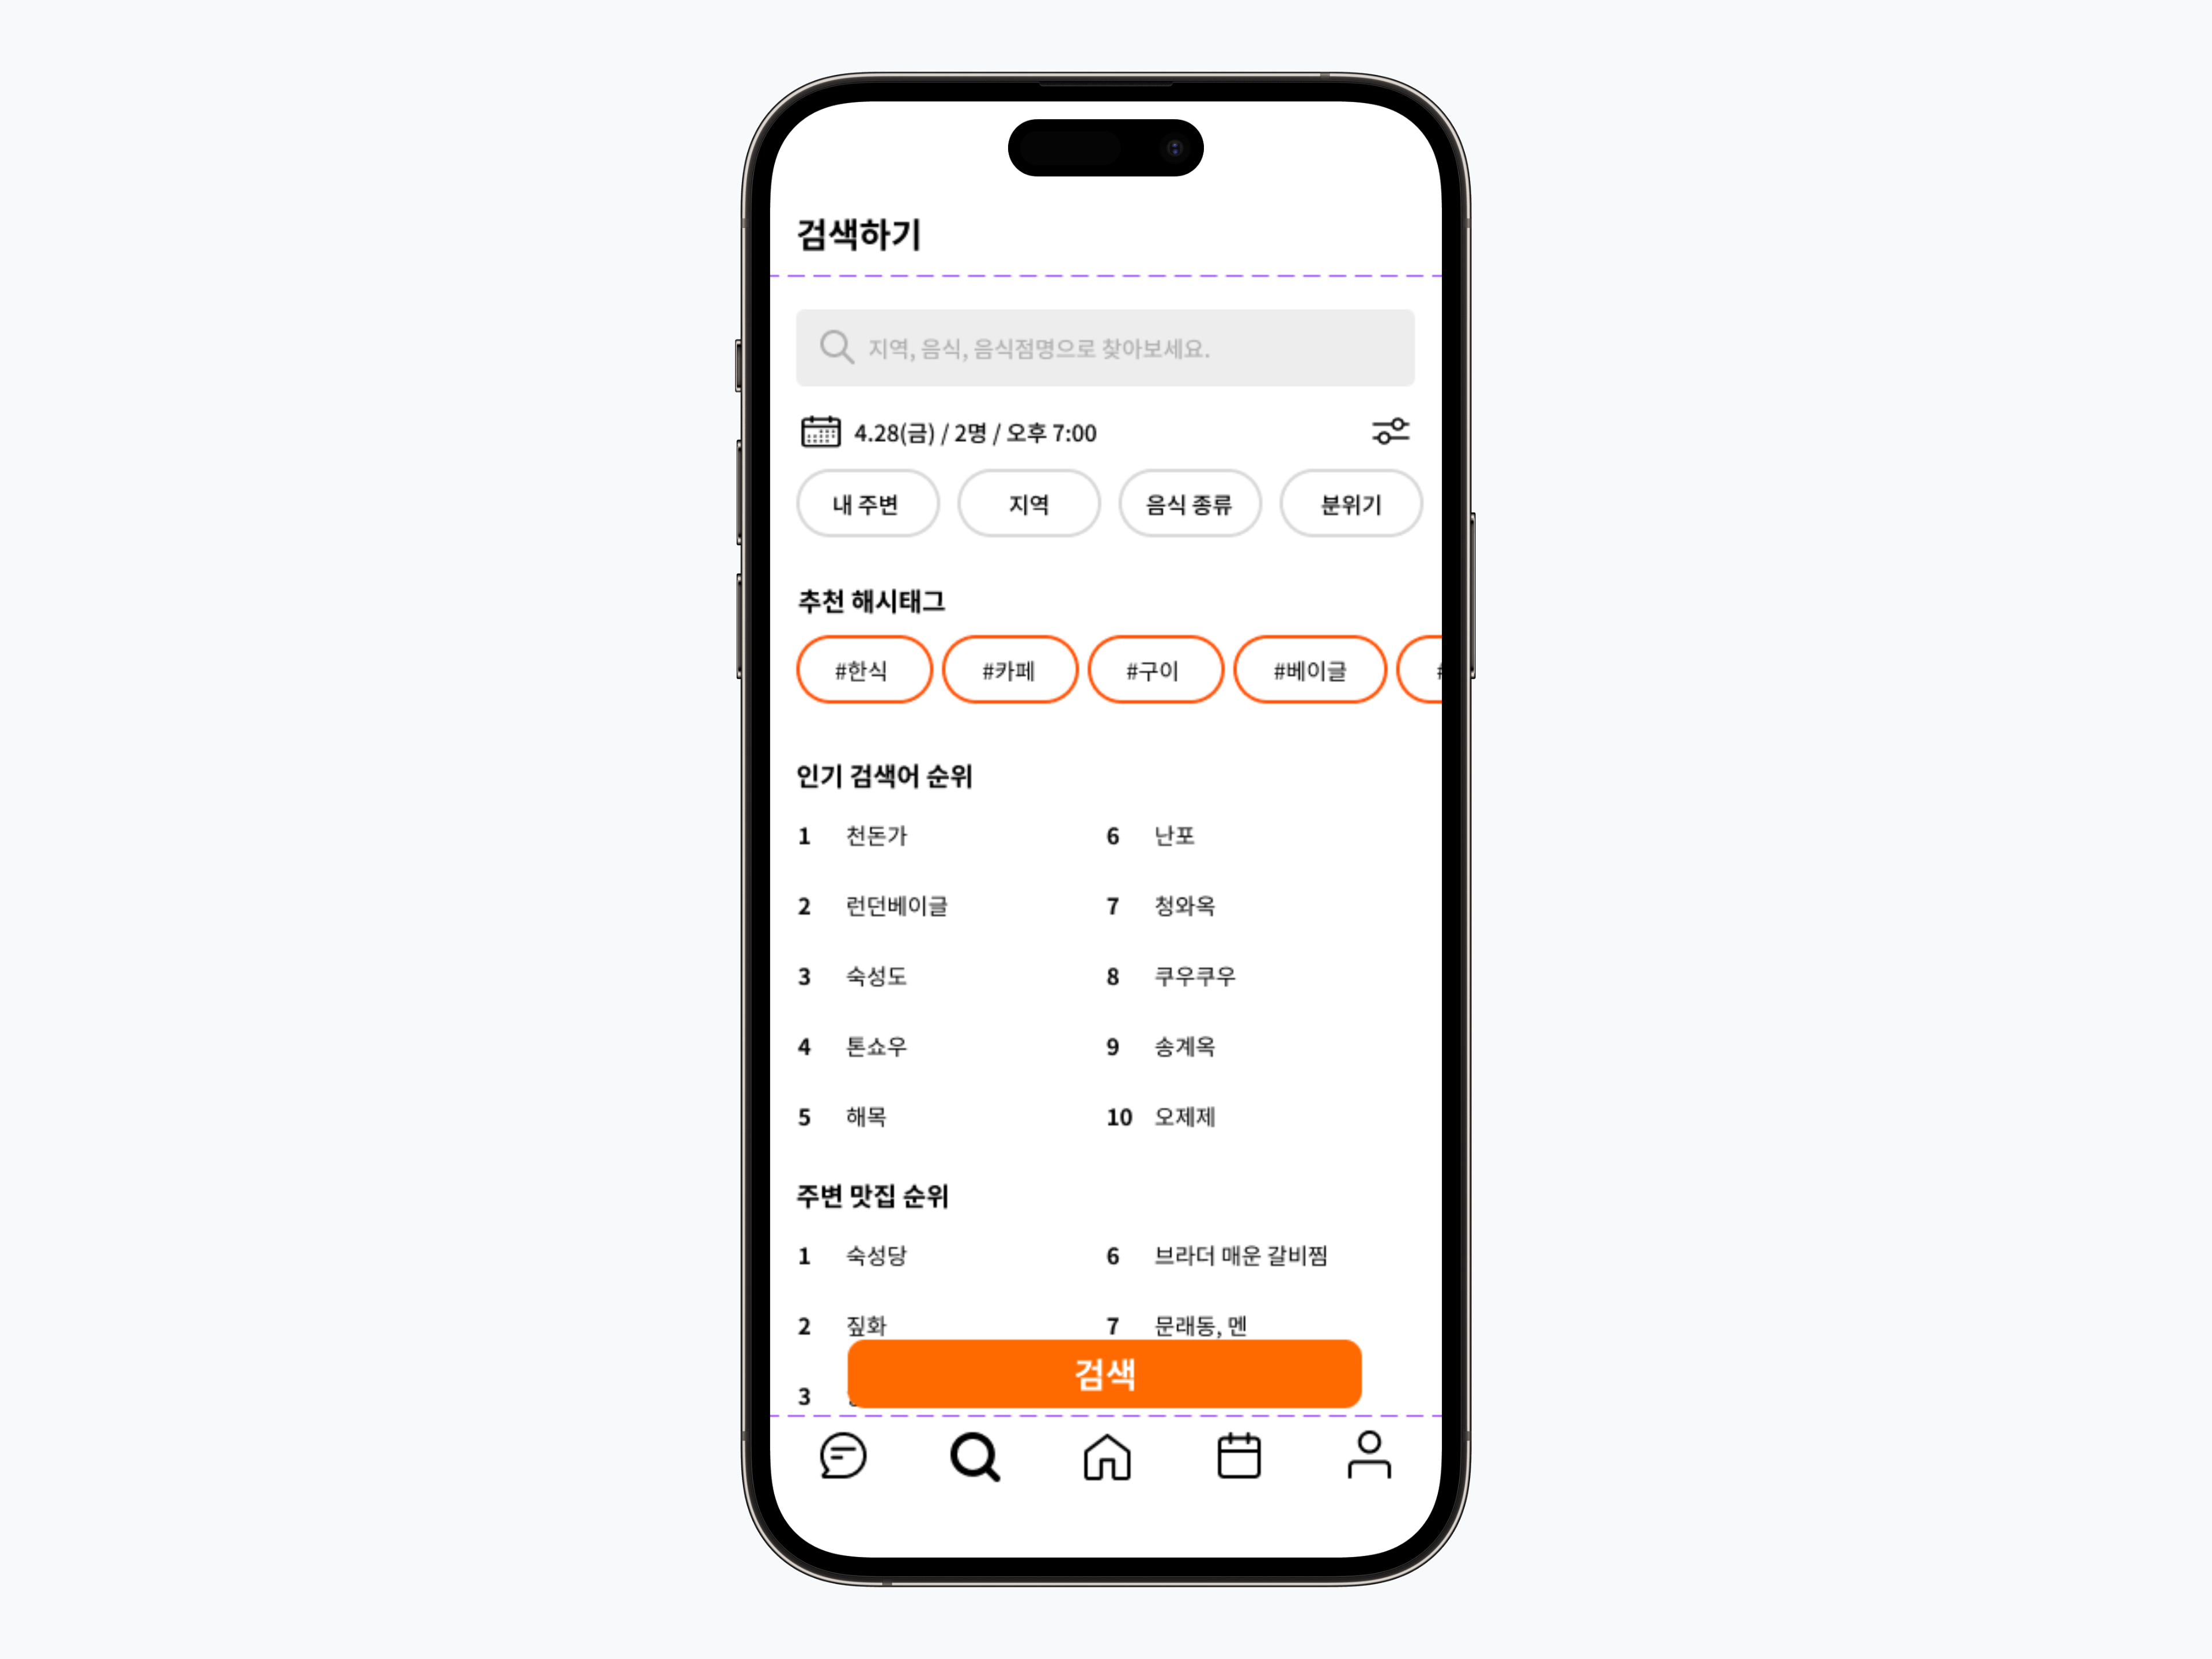 검색하기
지역, 음식, 음식점명으로 찾아보세요.
4.28(금) / 2명 / 오후 7:00
내 주변 지역 음식 종류 분위기
추천 해시태그
#한식 #카페 #구이 #베이글 #
인기 검색어 순위
1 천돈가 6 난포
2 런던베이글 7 청와옥
3 숙성도 8 쿠우쿠우
4 톤쇼우 9 송계옥
5 해목 10 오제제
주변 맛집 순위
1 숙성당 6 브라더 매운 갈비찜
2 짚화 7 문래동, 멘
3
검색